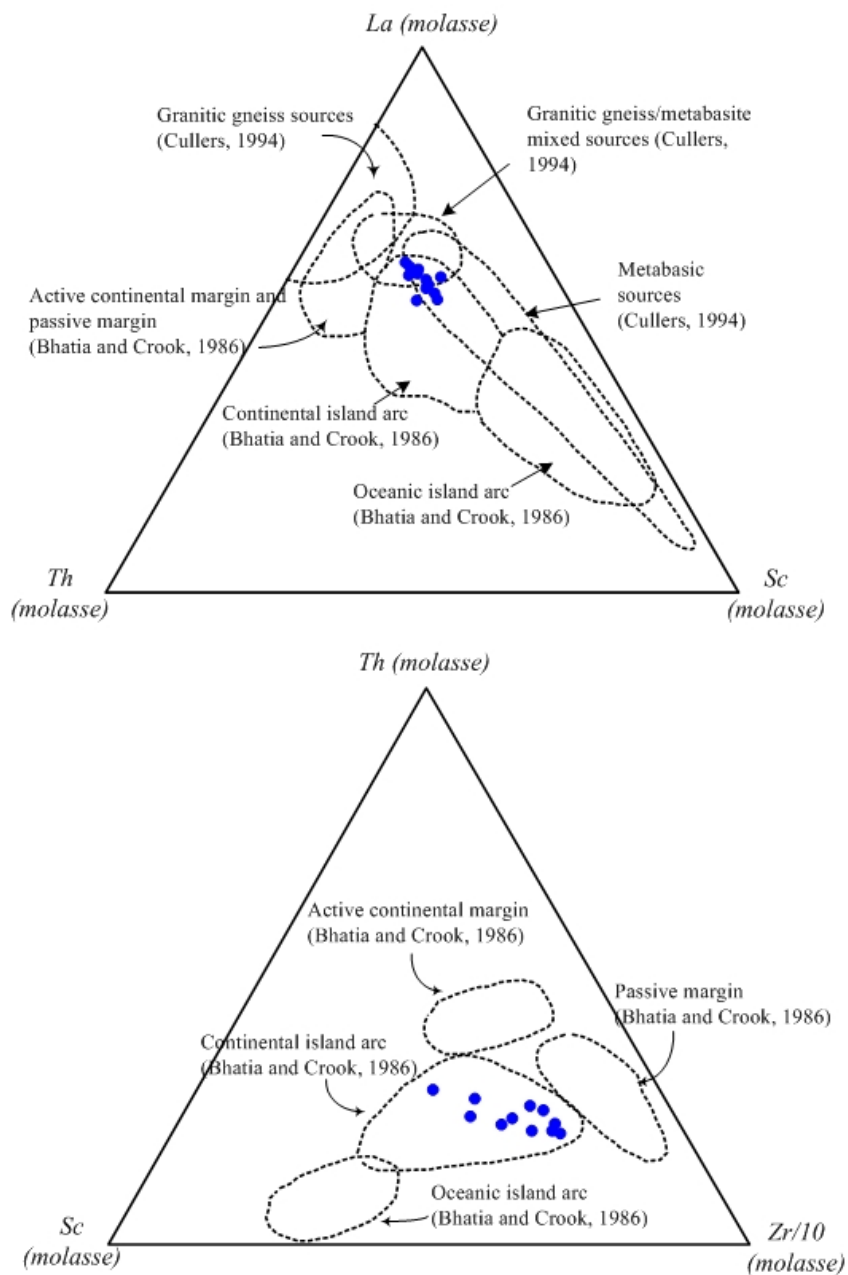 La (molasse)
Granitic gneiss sources
(Cullers, 1994)
Granitic gneiss/metabasite
mixed sources (Cullers,
1994)
Metabasic
sources
(Cullers, 1994)
Active continental margin and
passive margin
(Bhatia and Crook, 1986)
Continental island arc
(Bhatia and Crook, 1986)
Oceanic island arc
(Bhatia and Crook, 1986)
Th
(molasse)
Sc
(molasse)
Th (molasse)
Active continental margin
(Bhatia and Crook, 1986)
Passive margin
(Bhatia and Crook, 1986)
Continental island arc
(Bhatia and Crook, 1986)
Oceanic island arc
(Bhatia and Crook, 1986)
Sc
(molasse)
Zr/10
(molasse)